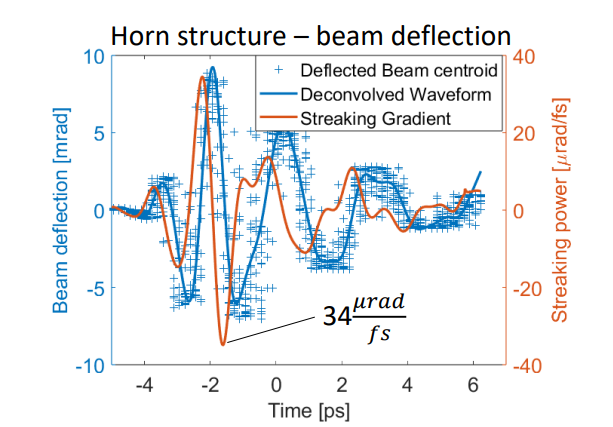 Horn structure – beam deflection
Deflected Beam centroid
Deconvolved Waveform
Streaking Gradient
10
5
0
-5
-10
Beam deflection [mrad]
40
20
0
-20
-40
Streaking power [μrad/fs]
34 μrad/fs
-4 -2 0 2 4 6
Time [ps]